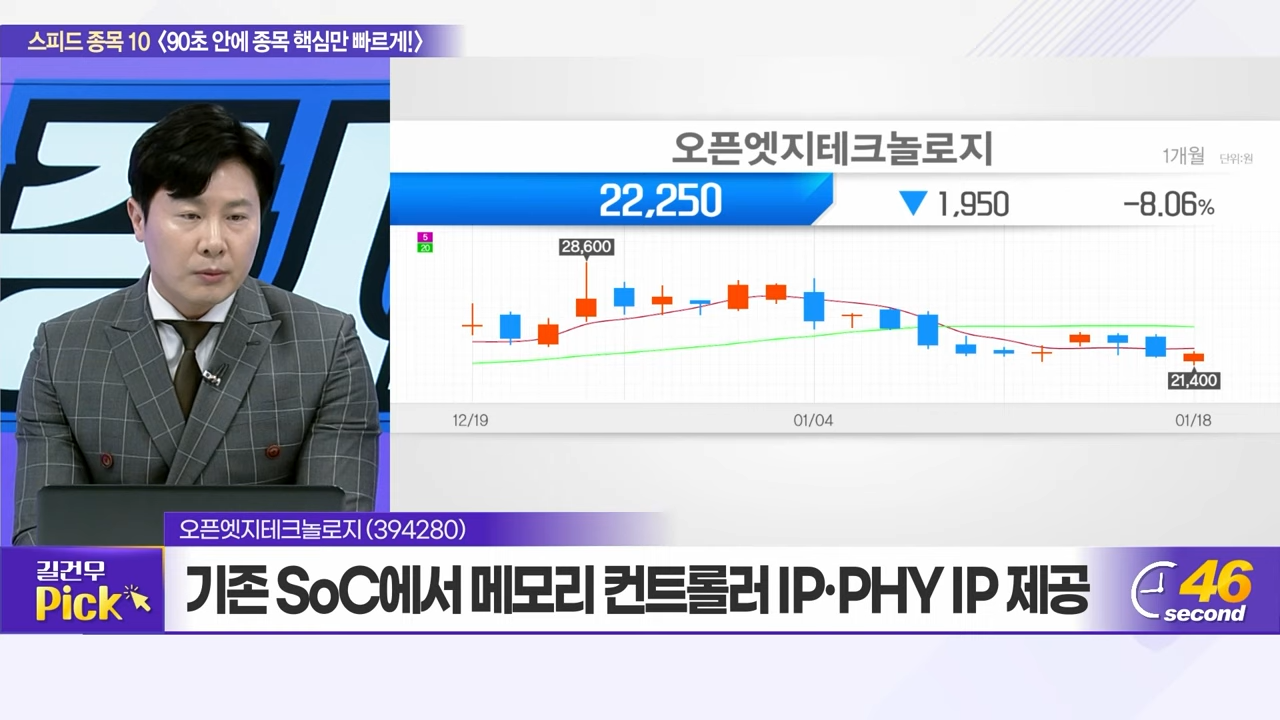 스피드 종목 10 〈90초 안에 종목 핵심만 빠르게!〉
오픈엣지테크놀로지
1개월 단위:원
22,250 ▼ 1,950 -8.06%
5
20
28,600
21,400
12/19 01/04 01/18
오픈엣지테크놀로지 (394280)
길건무
Pick
기존 SoC에서 메모리 컨트롤러 IP·PHY IP 제공
46
second